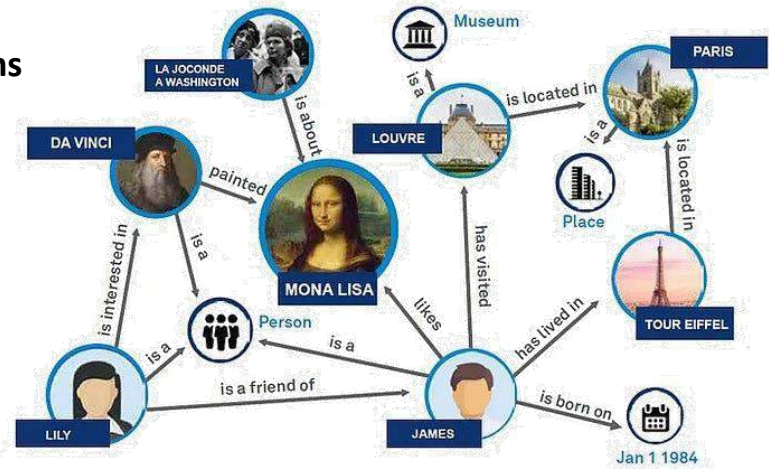 ns
Museum
PARIS
LA JOCONDE
A WASHINGTON
is a
is located in
LOUVRE
is about
is a
DA VINCI
painted
is located in
Place
is interested in
is a
has visited
MONA LISA
likes
Person
has lived in
TOUR EIFFEL
is a
is a
is a friend of
is born on
LILY
JAMES
Jan 1 1984